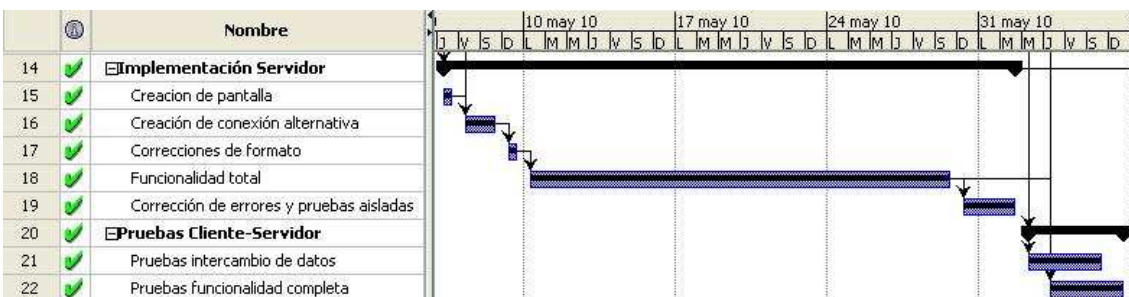 10 may 10 17 may 10 24 may 10 31 may 10
Nombre
J V S D L M M J V S D L M M J V S D L M M J V S D L M M J V S D
14 Implementación Servidor
15 Creacion de pantalla
16 Creación de conexión alternativa
17 Correcciones de formato
18 Funcionalidad total
19 Corrección de errores y pruebas aisladas
20 Pruebas Cliente-Servidor
21 Pruebas intercambio de datos
22 Pruebas funcionalidad completa